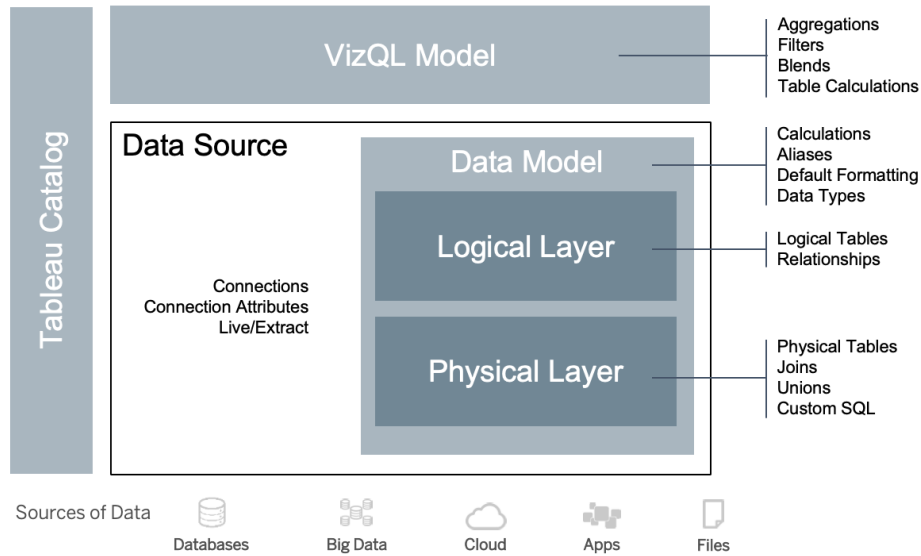 Tableau Catalog
VizQL Model
Aggregations
Filters
Blends
Table Calculations
Data Source
Connections
Connection Attributes
Live/Extract
Data Model
Calculations
Aliases
Default Formatting
Data Types
Logical Layer
Logical Tables
Relationships
Physical Layer
Physical Tables
Joins
Unions
Custom SQL
Sources of Data
Databases
Big Data
Cloud
Apps
Files